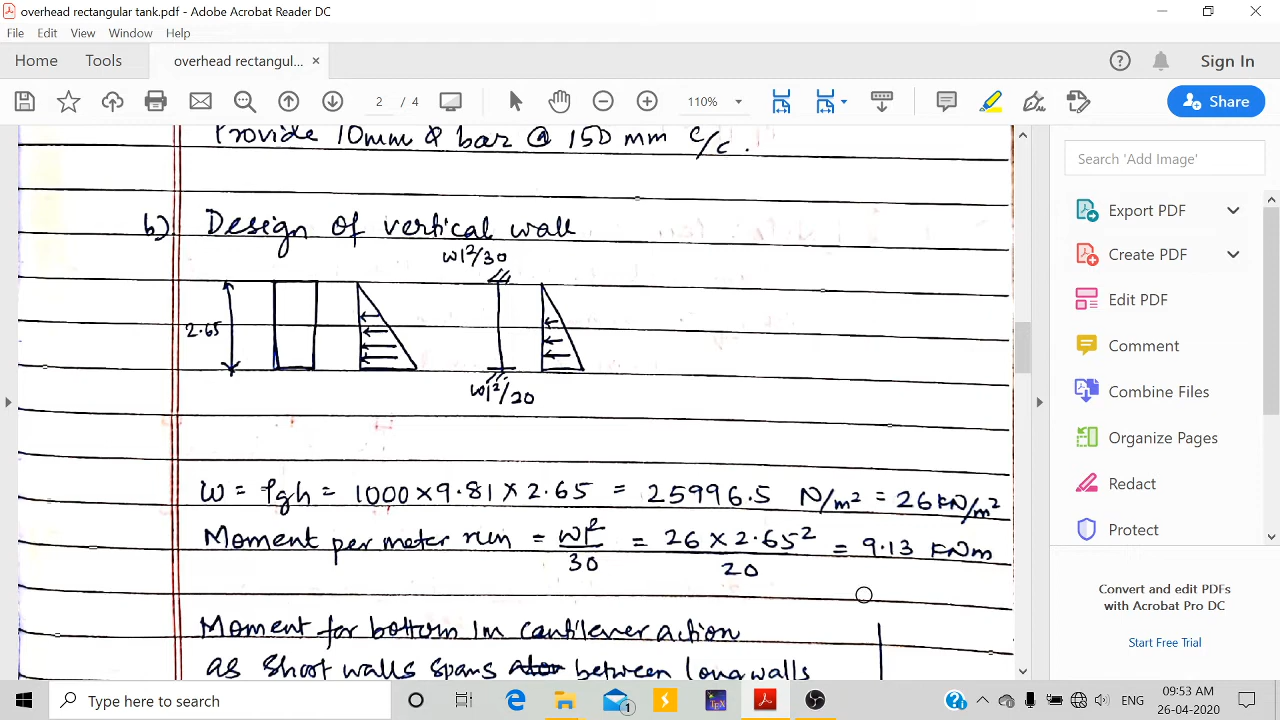 overhead rectangular tank.pdf - Adobe Acrobat Reader DC
File Edit View Window Help
Home Tools overhead rectangul... × Sign In
2 / 4 110% Share
Provide 10mm Φ bar @ 150 mm c/c.
b) Design of vertical wall
wl²/30
2.65
wl²/20
W = ρgh = 1000 × 9.81 × 2.65 = 25996.5 N/m² = 26 KN/m²
Moment per meter run = wl²/30 = 26 × 2.65²/20 = 9.13 KNm
Moment for bottom 1m cantilever action
as shoot walls spans between long walls
Search 'Add Image'
Export PDF
Create PDF
Edit PDF
Comment
Combine Files
Organize Pages
Redact
Protect
Convert and edit PDFs
with Acrobat Pro DC
Start Free Trial
Type here to search
1
ENG
09:53 AM
26-04-2020